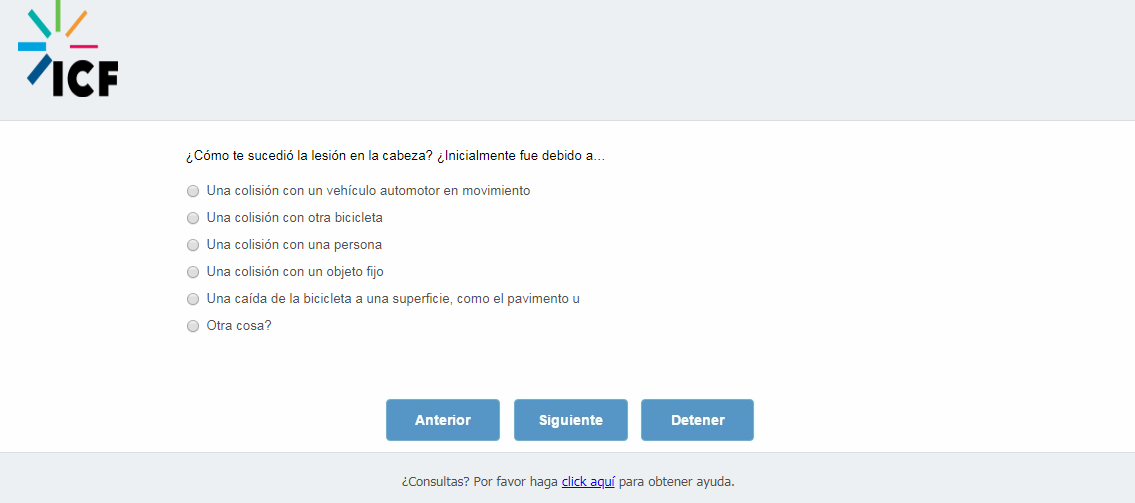 ICF
¿Cómo te sucedió la lesión en la cabeza? ¿Inicialmente fue debido a...
Una colisión con un vehículo automotor en movimiento
Una colisión con otra bicicleta
Una colisión con una persona
Una colisión con un objeto fijo
Una caída de la bicicleta a una superficie, como el pavimento u
Otra cosa?
Anterior Siguiente Detener
¿Consultas? Por favor haga click aquí para obtener ayuda.